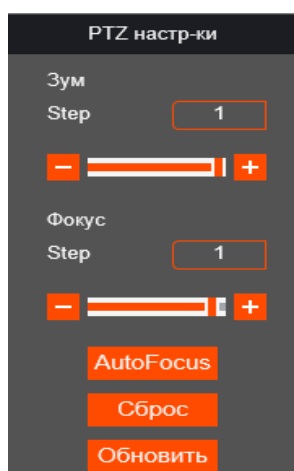 PTZ настр-ки
Зум
Step 1
− +
Фокус
Step 1
− +
AutoFocus
Сброс
Обновить